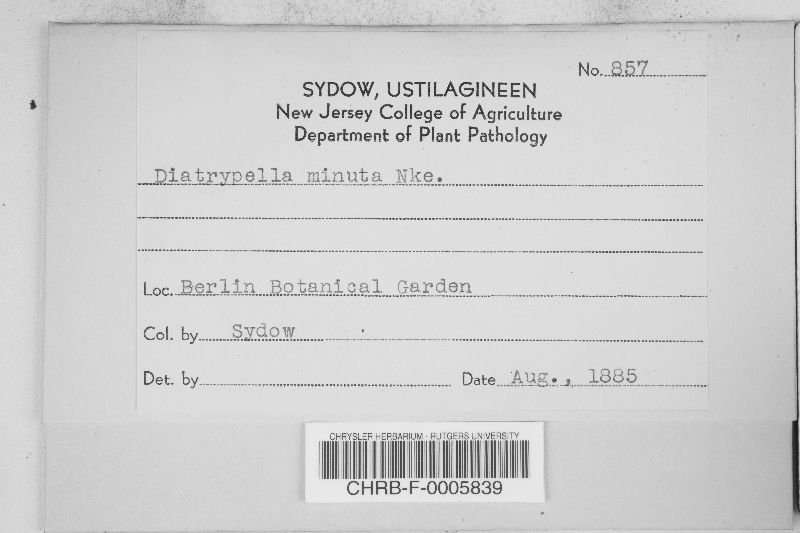 No. 857
SYDOW, USTILAGINEEN
New Jersey College of Agriculture
Department of Plant Pathology
Diatrypella minuta Nke.
Loc. Berlin Botanical Garden
Col. by Sydow
Det. by
Date Aug., 1885
CHRYSLER HERBARIUM - RUTGERS UNIVERSITY
CHRB-F-0005839